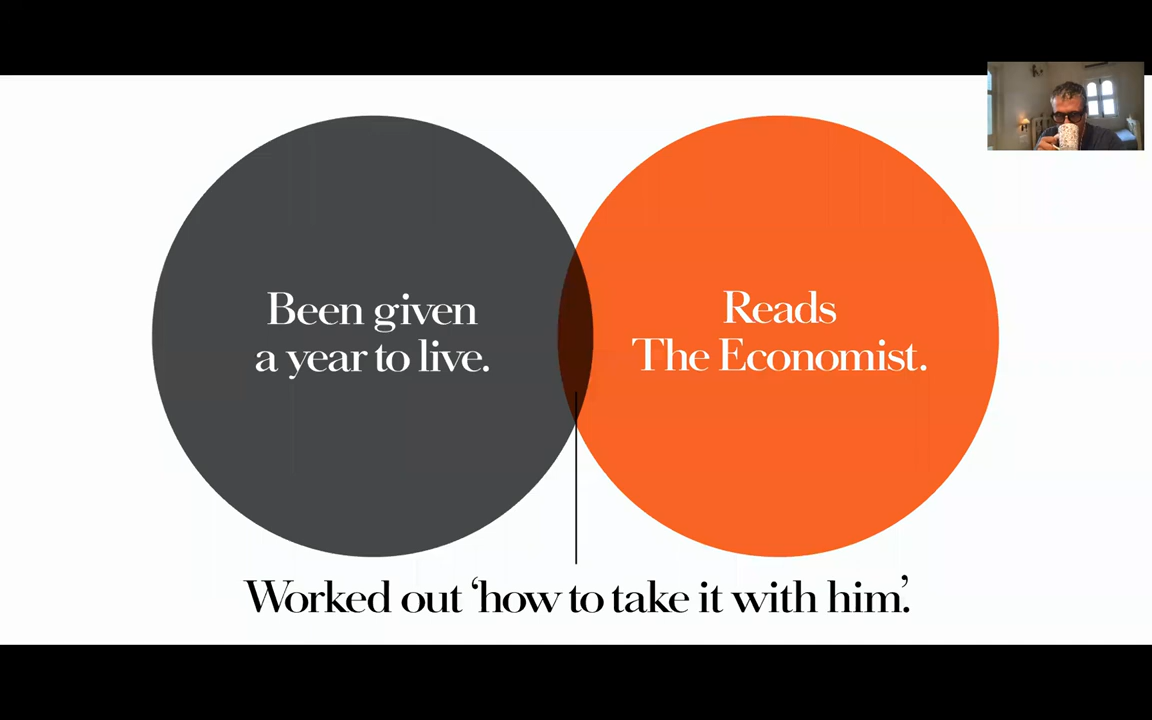 Been given
a year to live.
Reads
The Economist.
Worked out ‘how to take it with him’.